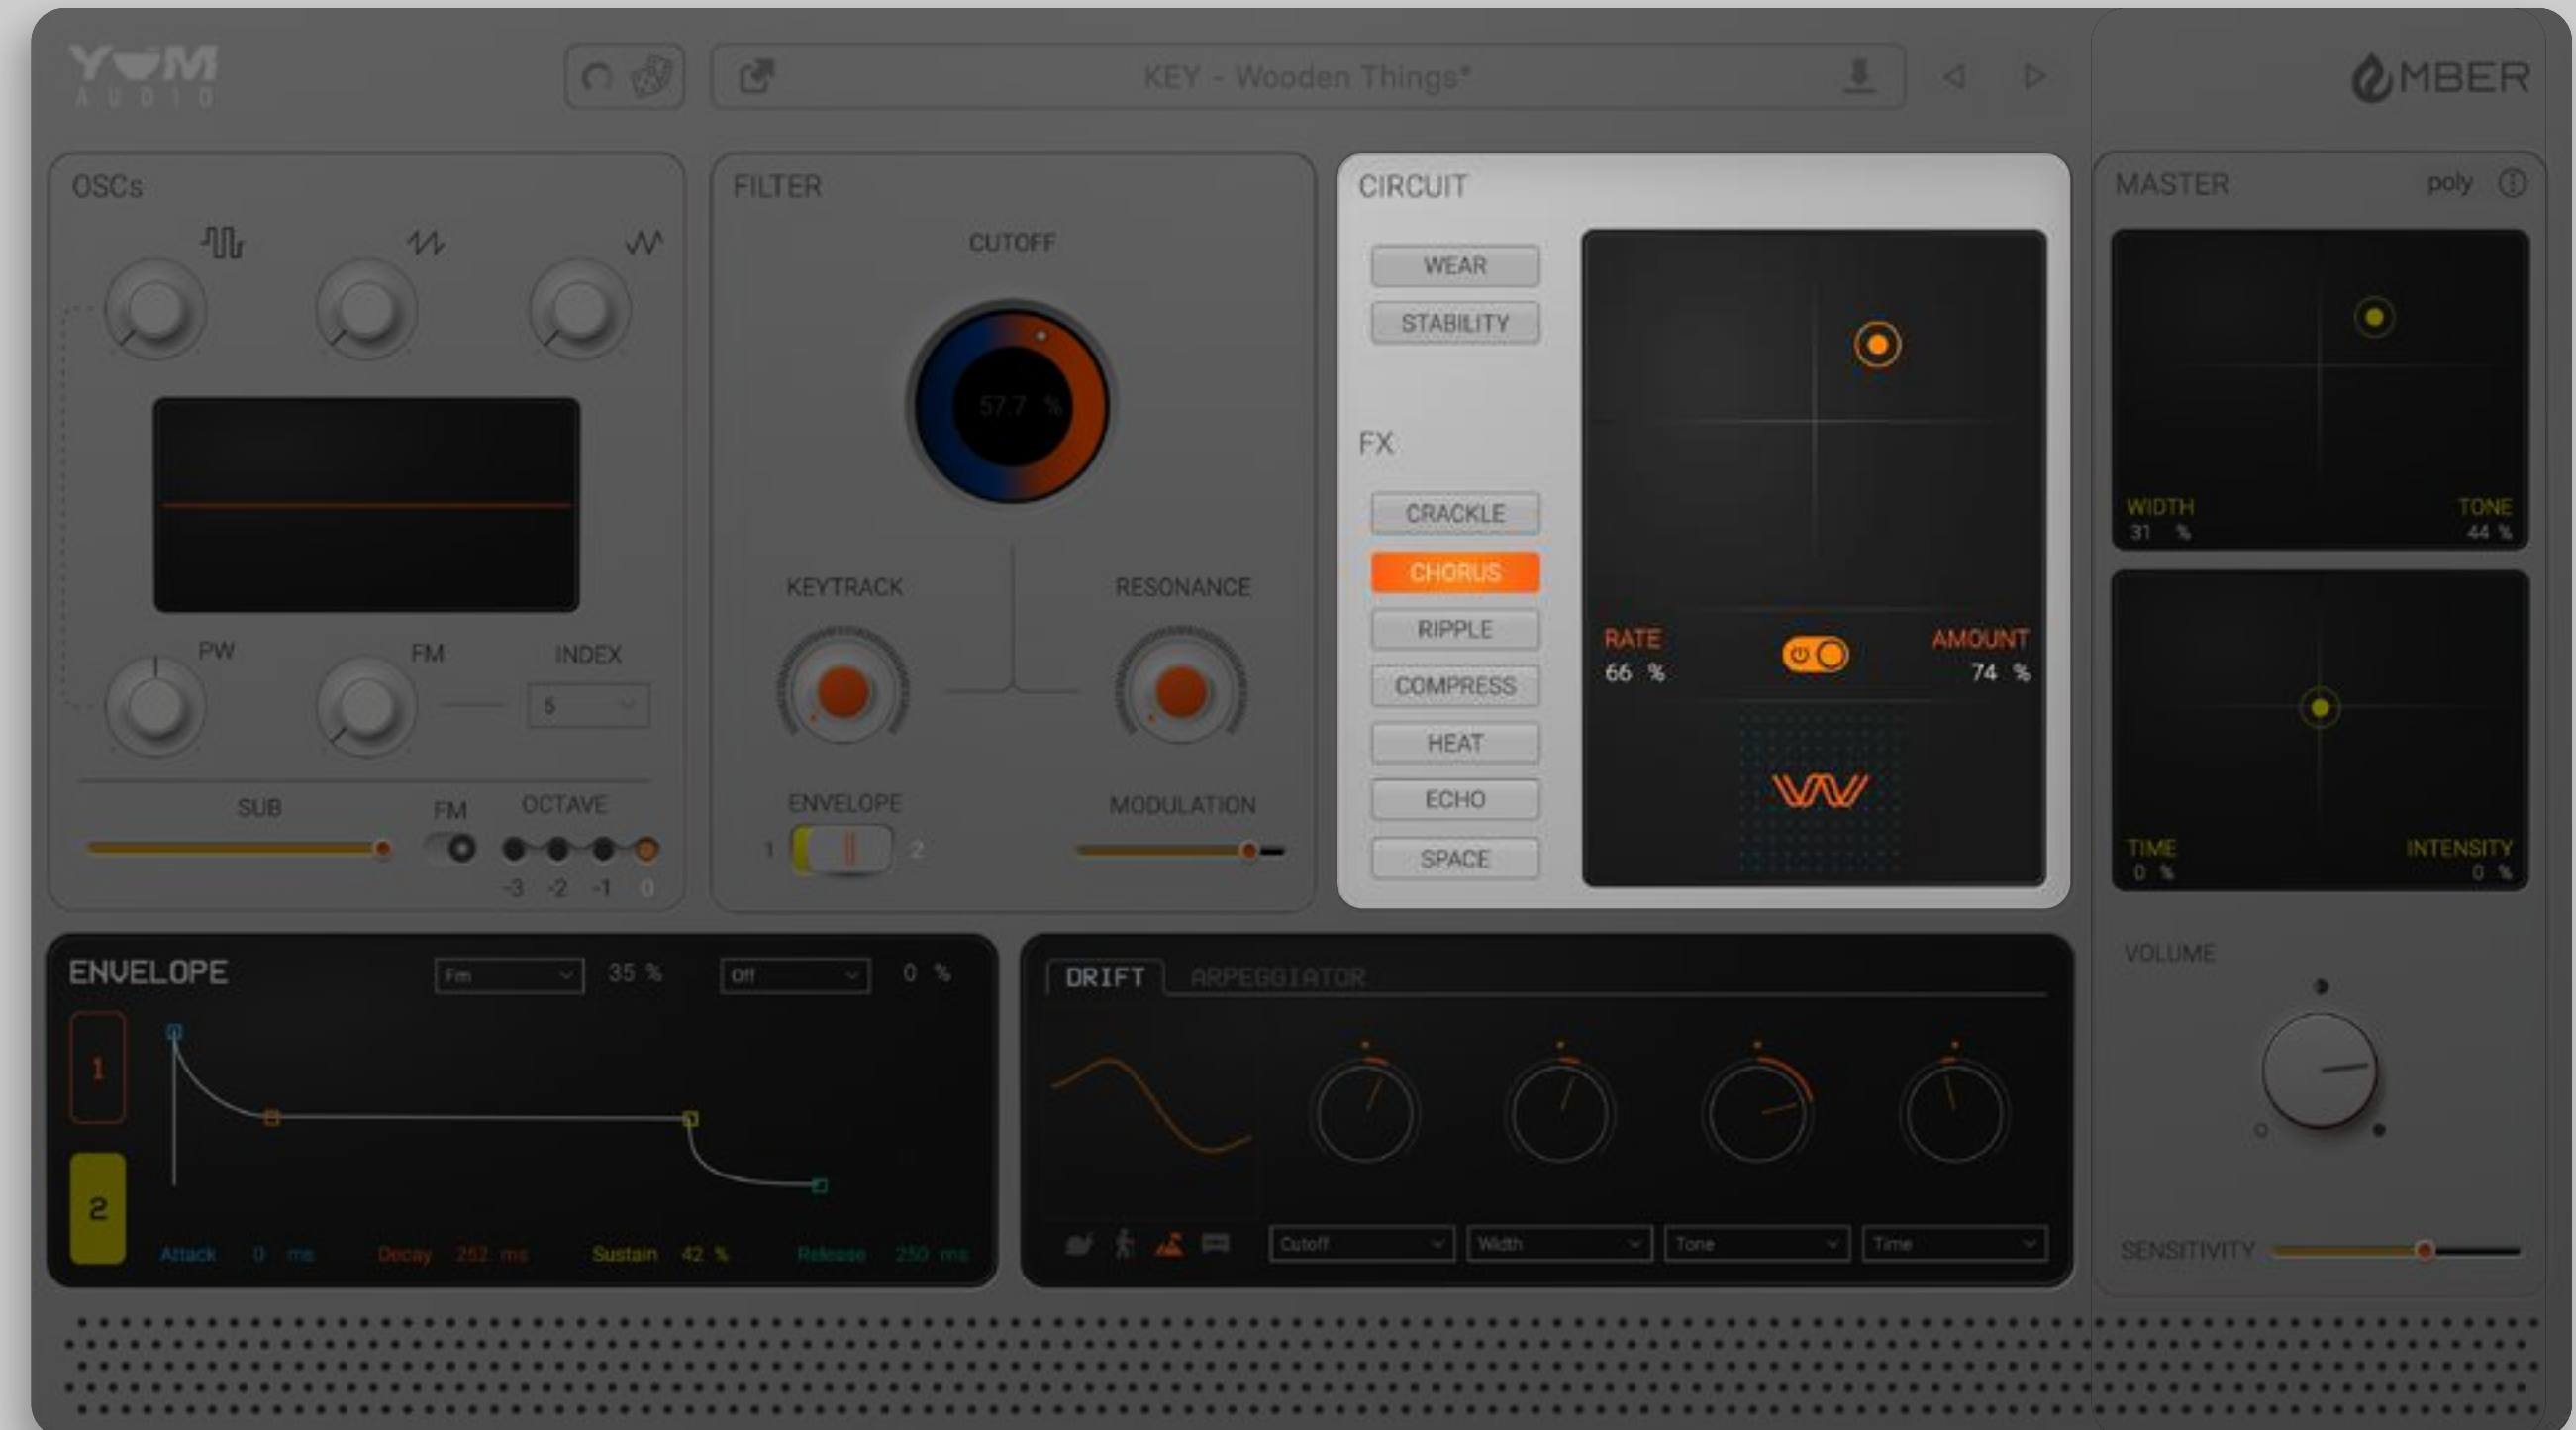 YUM
AUDIO
KEY - Wooden Things*
MBER
OSCs
PW
FM
INDEX
5
SUB
FM
OCTAVE
-3 -2 -1 0
FILTER
CUTOFF
57.7 %
KEYTRACK
RESONANCE
ENVELOPE
1 2
MODULATION
CIRCUIT
WEAR
STABILITY
FX
CRACKLE
CHORUS
RIPPLE
COMPRESS
HEAT
ECHO
SPACE
RATE
66 %
AMOUNT
74 %
MASTER
poly
WIDTH
31 %
TONE
44 %
TIME
0 %
INTENSITY
0 %
VOLUME
SENSITIVITY
ENVELOPE
Fm 35 %
Off 0 %
1
2
Attack 0 ms
Decay 252 ms
Sustain 42 %
Release 250 ms
DRIFT
ARPEGGIATOR
Cutoff
Width
Tone
Time